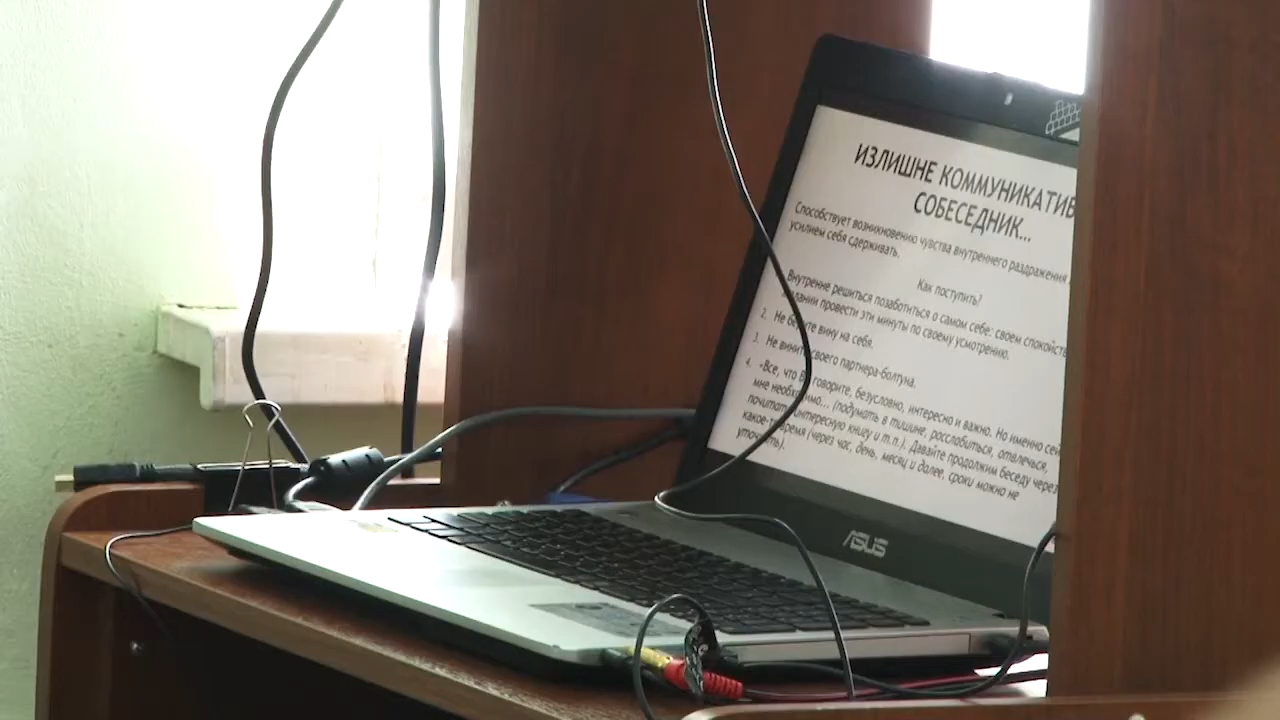 ИЗЛИШНЕ КОММУНИКАТИВ
СОБЕСЕДНИК...
Способствует возникновению чувства внутреннего раздражения
усилием себя сдерживать.
Как поступить?
Внутренне решиться позаботиться о самом себе: своем спокойств
желании провести эти минуты по своему усмотрению.
2. Не берите вину на себя.
3. Не вините своего партнера-болтуна.
4. «Все, что Вы говорите, безусловно, интересно и важно. Но именно сей
мне необходимо... (подумать в тишине, расслабиться, отвлечься,
почитать интересную книгу и т.п.). Давайте продолжим беседу через
какое-то время (через час, день, месяц и далее, сроки можно не
уточнять).
ASUS